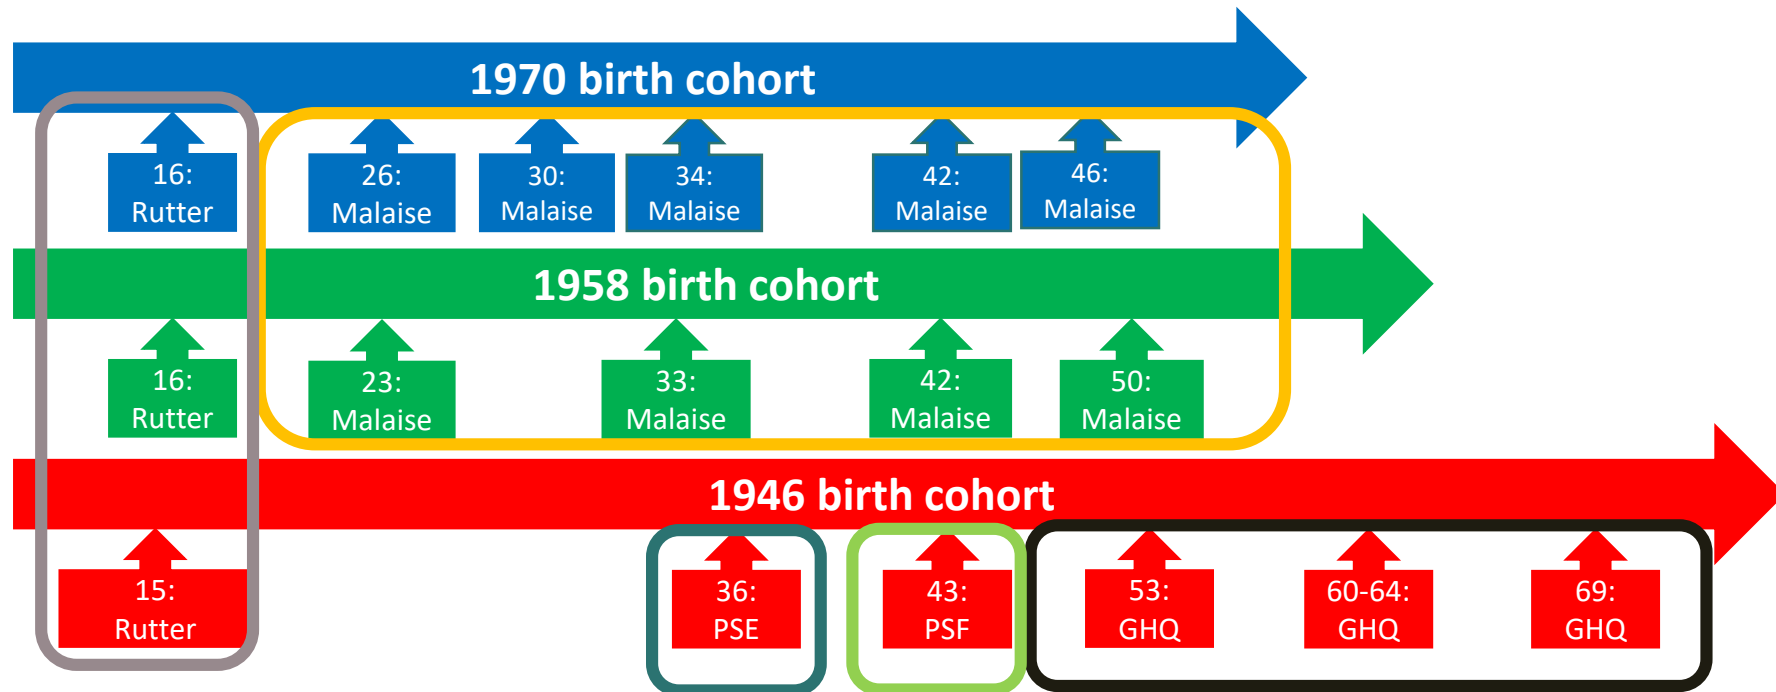 1970 birth cohort
16:
Rutter
26:
Malaise
30:
Malaise
34:
Malaise
42:
Malaise
46:
Malaise
1958 birth cohort
16:
Rutter
23:
Malaise
33:
Malaise
42:
Malaise
50:
Malaise
1946 birth cohort
15:
Rutter
36:
PSE
43:
PSF
53:
GHQ
60-64:
GHQ
69:
GHQ